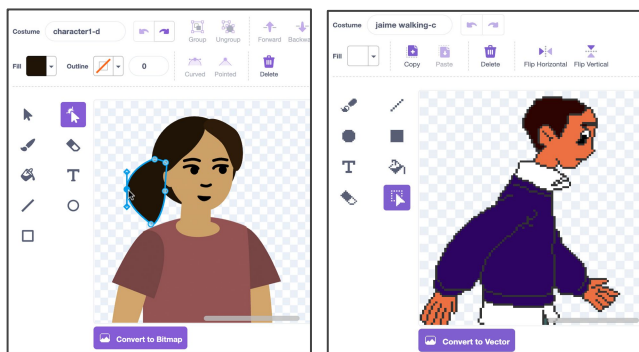 Costume character1-d
Group Ungroup Forward Backwa
Fill Outline 0
Curved Pointed Delete
T
Convert to Bitmap
Costume jaime walking-c
Fill Copy Paste Delete Flip Horizontal Flip Vertical
T
Convert to Vector